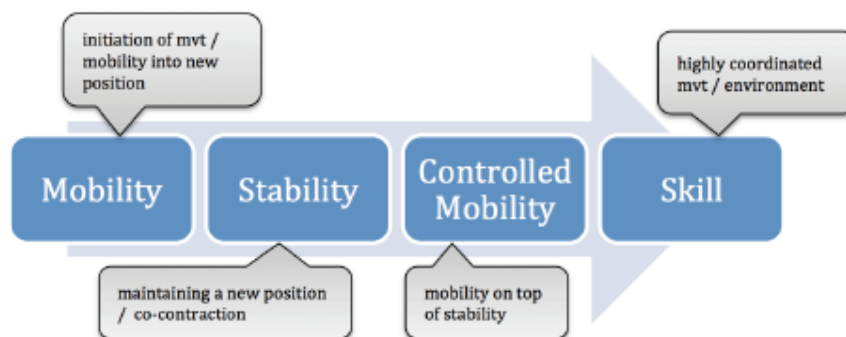 initiation of mvt /
mobility into new
position
highly coordinated
mvt / environment
Mobility
Stability
Controlled
Mobility
Skill
maintaining a new position
/ co-contraction
mobility on top
of stability